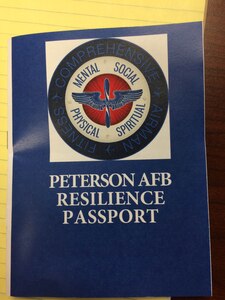 COMPREHENSIVE AIRMAN FITNESS
MENTAL SOCIAL
PHYSICAL SPIRITUAL
PETERSON AFB
RESILIENCE
PASSPORT